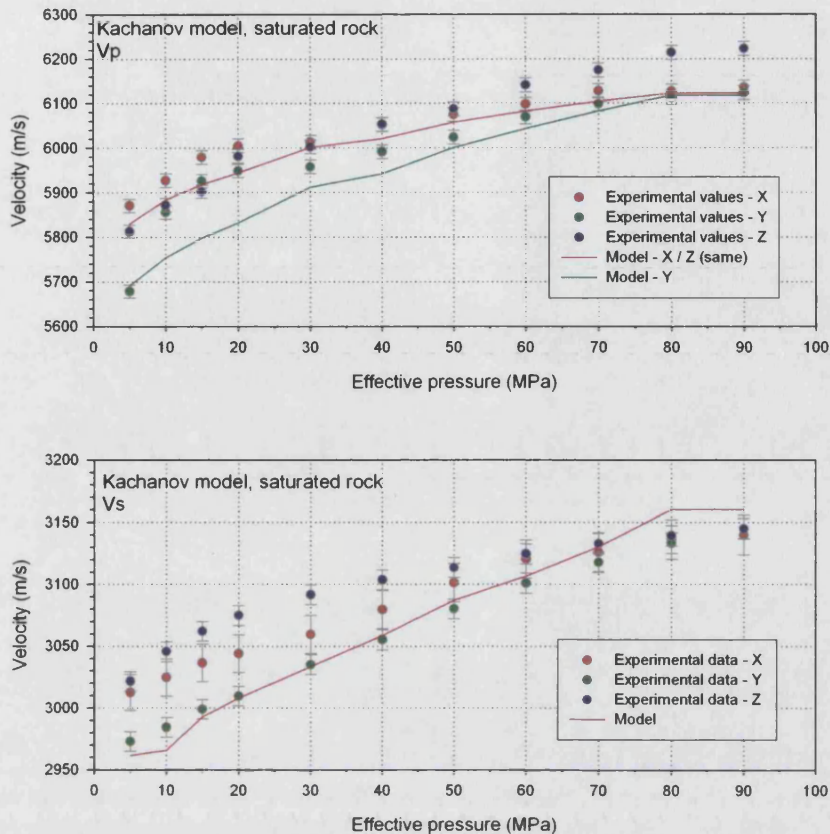 Kachanov model, saturated rock
Vp
6300
6200
6100
6000
5900
5800
5700
5600
Velocity (m/s)
Experimental values - X
Experimental values - Y
Experimental values - Z
Model - X / Z (same)
Model - Y
0 10 20 30 40 50 60 70 80 90 100
Effective pressure (MPa)
Kachanov model, saturated rock
Vs
3200
3150
3100
3050
3000
2950
Velocity (m/s)
Experimental data - X
Experimental data - Y
Experimental data - Z
Model
0 10 20 30 40 50 60 70 80 90 100
Effective pressure (MPa)